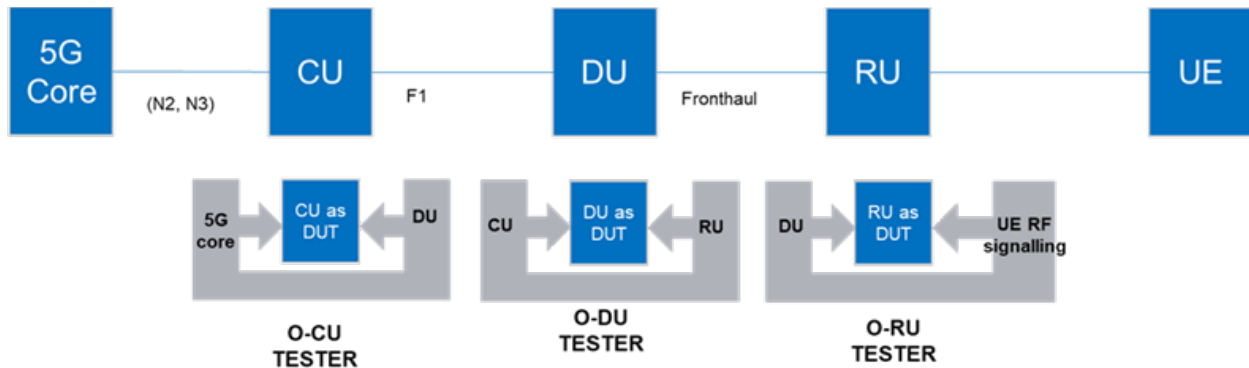 5G
Core
CU
DU
RU
UE
(N2, N3)
F1
Fronthaul
5G
core
CU as
DUT
DU
CU
DU as
DUT
RU
DU
RU as
DUT
UE RF
signalling
O-CU
TESTER
O-DU
TESTER
O-RU
TESTER